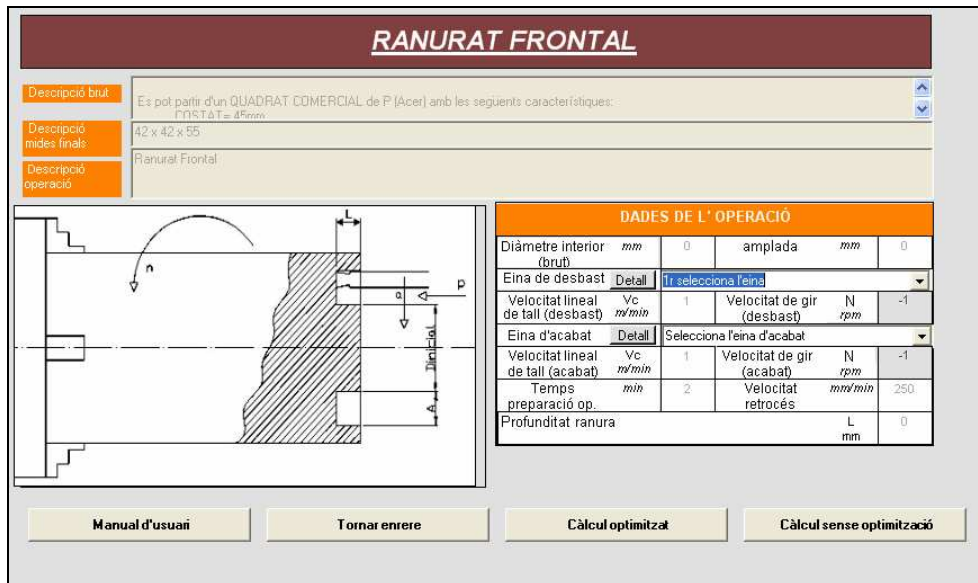 RANURAT FRONTAL
Descripció brut
Es pot partir d'un QUADRAT COMERCIAL de P (Acer) amb les següents característiques:
COSTAT= 45mm
Descripció
mides finals
42 x 42 x 55
Descripció
operació
Ranurat Frontal
L
n
a
p
Dinicial
A
DADES DE L' OPERACIÓ
Diàmetre interior (brut) mm 0 amplada mm 0
Eina de desbast Detall 1r selecciona l'eina
Velocitat lineal de tall (desbast) Vc m/min 1 Velocitat de gir (desbast) N rpm -1
Eina d'acabat Detall Selecciona l'eina d'acabat
Velocitat lineal de tall (acabat) Vc m/min 1 Velocitat de gir (acabat) N rpm -1
Temps preparació op. min 2 Velocitat retrocés mm/min 250
Profunditat ranura L mm 0
Manual d'usuari
Tornar enrere
Càlcul optimitzat
Càlcul sense optimització